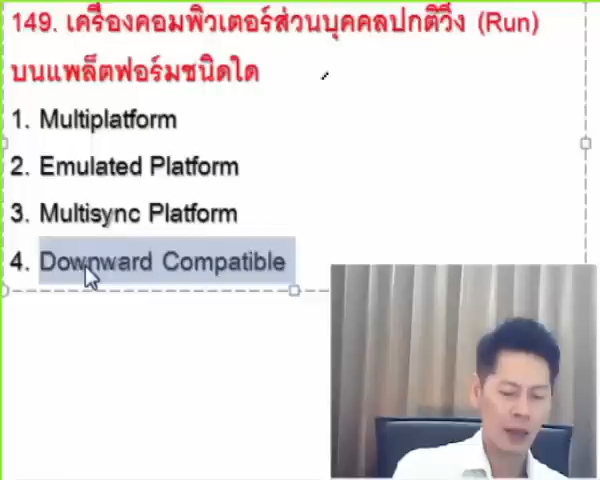 149. เครื่องคอมพิวเตอร์ส่วนบุคคลปกติวิ่ง (Run)
บนแพล็ตฟอร์มชนิดใด
1. Multiplatform
2. Emulated Platform
3. Multisync Platform
4. Downward Compatible